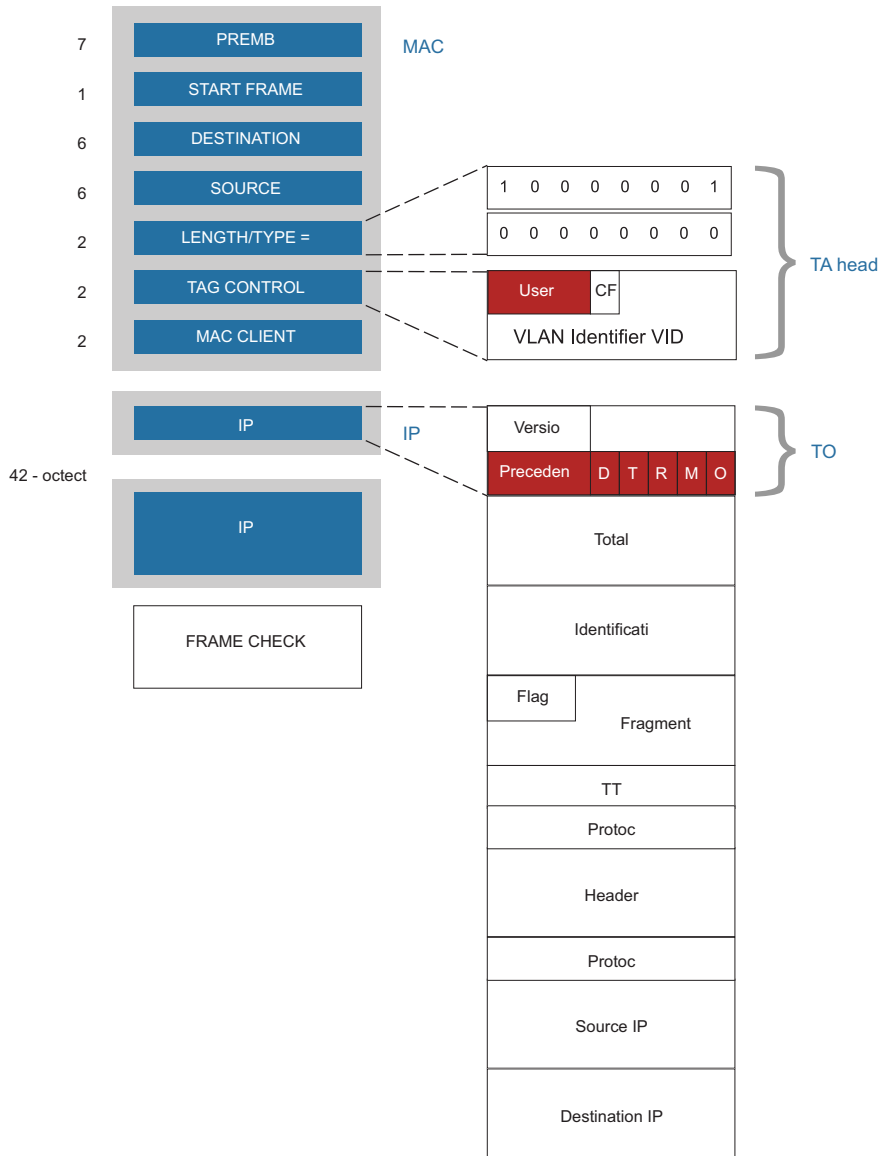 7
PREMB
MAC
1
START FRAME
6
DESTINATION
6
SOURCE
1 0 0 0 0 0 0 1
2
LENGTH/TYPE =
0 0 0 0 0 0 0 0
TA head
2
TAG CONTROL
User
CF
VLAN Identifier VID
2
MAC CLIENT
IP
IP
Versio
TO
Preceden
D T R M O
42 - octect
IP
Total
Identificati
FRAME CHECK
Flag
Fragment
TT
Protoc
Header
Protoc
Source IP
Destination IP